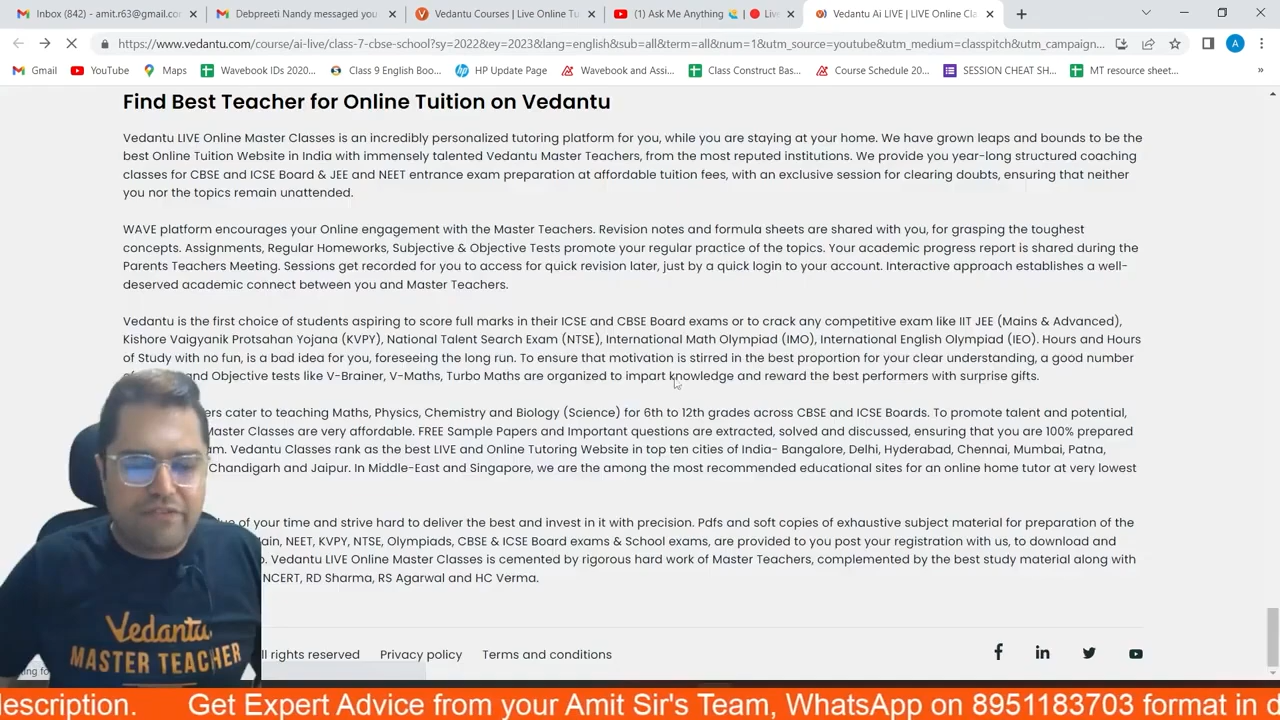 Inbox (842) - amit.r63@gmail.co
Debpreeti Nandy messaged you
Vedantu Courses | Live Online Tu
(1) Ask Me Anything | Liv
Vedantu Ai LIVE | LIVE Online Cla
https://www.vedantu.com/course/ai-live/class-7-cbse-school?sy=2022&ey=2023&lang=english&sub=all&term=all&num=1&utm_source=youtube&utm_medium=classpitch&utm_campaign...
A
Gmail
YouTube
Maps
Wavebook IDs 2020...
Class 9 English Boo...
HP Update Page
Wavebook and Assi...
Class Construct Bas...
Course Schedule 20...
SESSION CHEAT SH...
MT resource sheet...
Find Best Teacher for Online Tuition on Vedantu
Vedantu LIVE Online Master Classes is an incredibly personalized tutoring platform for you, while you are staying at your home. We have grown leaps and bounds to be the
best Online Tuition Website in India with immensely talented Vedantu Master Teachers, from the most reputed institutions. We provide you year-long structured coaching
classes for CBSE and ICSE Board & JEE and NEET entrance exam preparation at affordable tuition fees, with an exclusive session for clearing doubts, ensuring that neither
you nor the topics remain unattended.
WAVE platform encourages your Online engagement with the Master Teachers. Revision notes and formula sheets are shared with you, for grasping the toughest
concepts. Assignments, Regular Homeworks, Subjective & Objective Tests promote your regular practice of the topics. Your academic progress report is shared during the
Parents Teachers Meeting. Sessions get recorded for you to access for quick revision later, just by a quick login to your account. Interactive approach establishes a well-
deserved academic connect between you and Master Teachers.
Vedantu is the first choice of students aspiring to score full marks in their ICSE and CBSE Board exams or to crack any competitive exam like IIT JEE (Mains & Advanced),
Kishore Vaigyanik Protsahan Yojana (KVPY), National Talent Search Exam (NTSE), International Math Olympiad (IMO), International English Olympiad (IEO). Hours and Hours
of Study with no fun, is a bad idea for you, foreseeing the long run. To ensure that motivation is stirred in the best proportion for your clear understanding, a good number
and Objective tests like V-Brainer, V-Maths, Turbo Maths are organized to impart knowledge and reward the best performers with surprise gifts.
ers cater to teaching Maths, Physics, Chemistry and Biology (Science) for 6th to 12th grades across CBSE and ICSE Boards. To promote talent and potential,
Master Classes are very affordable. FREE Sample Papers and Important questions are extracted, solved and discussed, ensuring that you are 100% prepared
am. Vedantu Classes rank as the best LIVE and Online Tutoring Website in top ten cities of India- Bangalore, Delhi, Hyderabad, Chennai, Mumbai, Patna,
Chandigarh and Jaipur. In Middle-East and Singapore, we are the among the most recommended educational sites for an online home tutor at very lowest
of your time and strive hard to deliver the best and invest in it with precision. Pdfs and soft copies of exhaustive subject material for preparation of the
ain, NEET, KVPY, NTSE, Olympiads, CBSE & ICSE Board exams & School exams, are provided to you post your registration with us, to download and
Vedantu LIVE Online Master Classes is cemented by rigorous hard work of Master Teachers, complemented by the best study material along with
NCERT, RD Sharma, RS Agarwal and HC Verma.
ll rights reserved
Privacy policy
Terms and conditions
Vedantu
MASTER TEACHER
description. Get Expert Advice from your Amit Sir's Team, WhatsApp on 8951183703 format in d